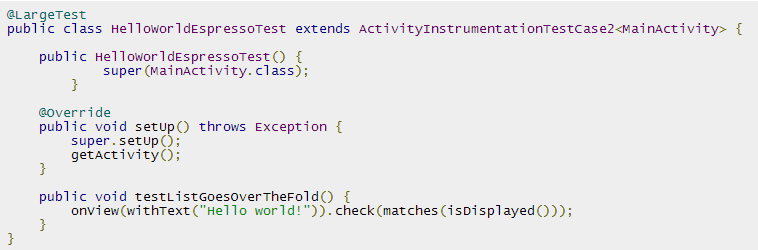 @LargeTest
public class HelloWorldEspressoTest extends ActivityInstrumentationTestCase2<MainActivity> {

    public HelloWorldEspressoTest() {
            super(MainActivity.class);
        }

    @Override
    public void setUp() throws Exception {
        super.setUp();
        getActivity();
    }

    public void testListGoesOverTheFold() {
        onView(withText("Hello world!")).check(matches(isDisplayed()));
    }
}